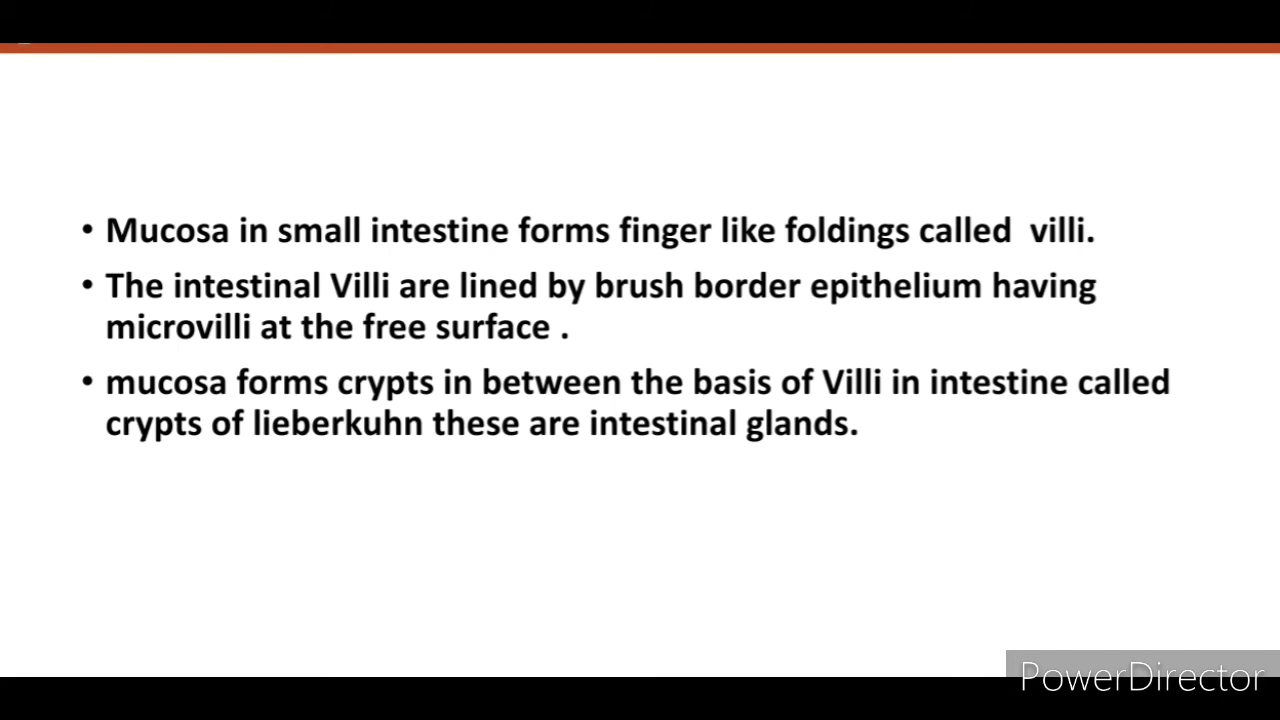 • Mucosa in small intestine forms finger like foldings called  villi.
• The intestinal Villi are lined by brush border epithelium having
microvilli at the free surface .
• mucosa forms crypts in between the basis of Villi in intestine called
crypts of lieberkuhn these are intestinal glands.
PowerDirector